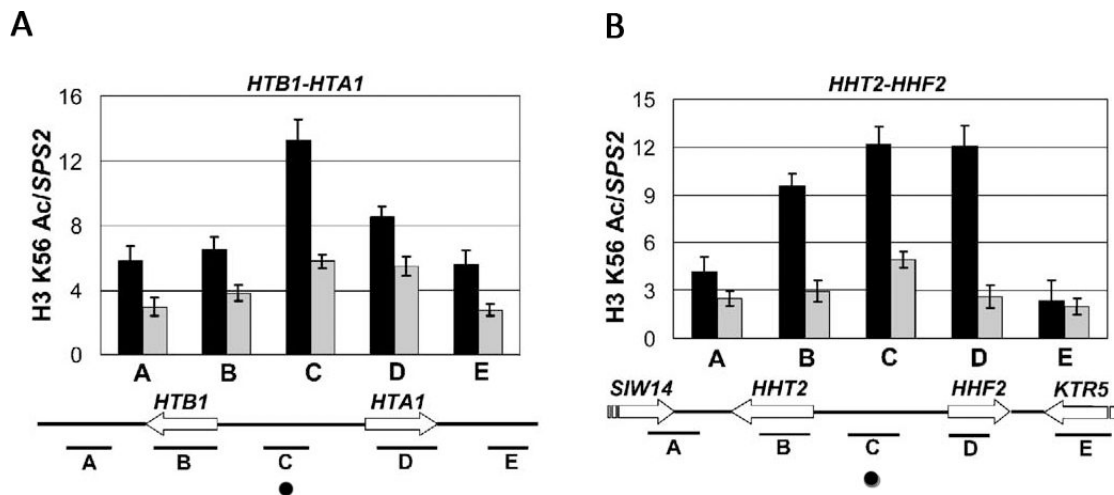 A
HTB1-HTA1
H3 K56 Ac/SPS2
16
12
8
4
0
A B C D E
HTB1 HTA1
A B C D E
B
HHT2-HHF2
H3 K56 Ac/SPS2
15
12
9
6
3
0
A B C D E
SIW14 HHT2 HHF2 KTR5
A B C D E